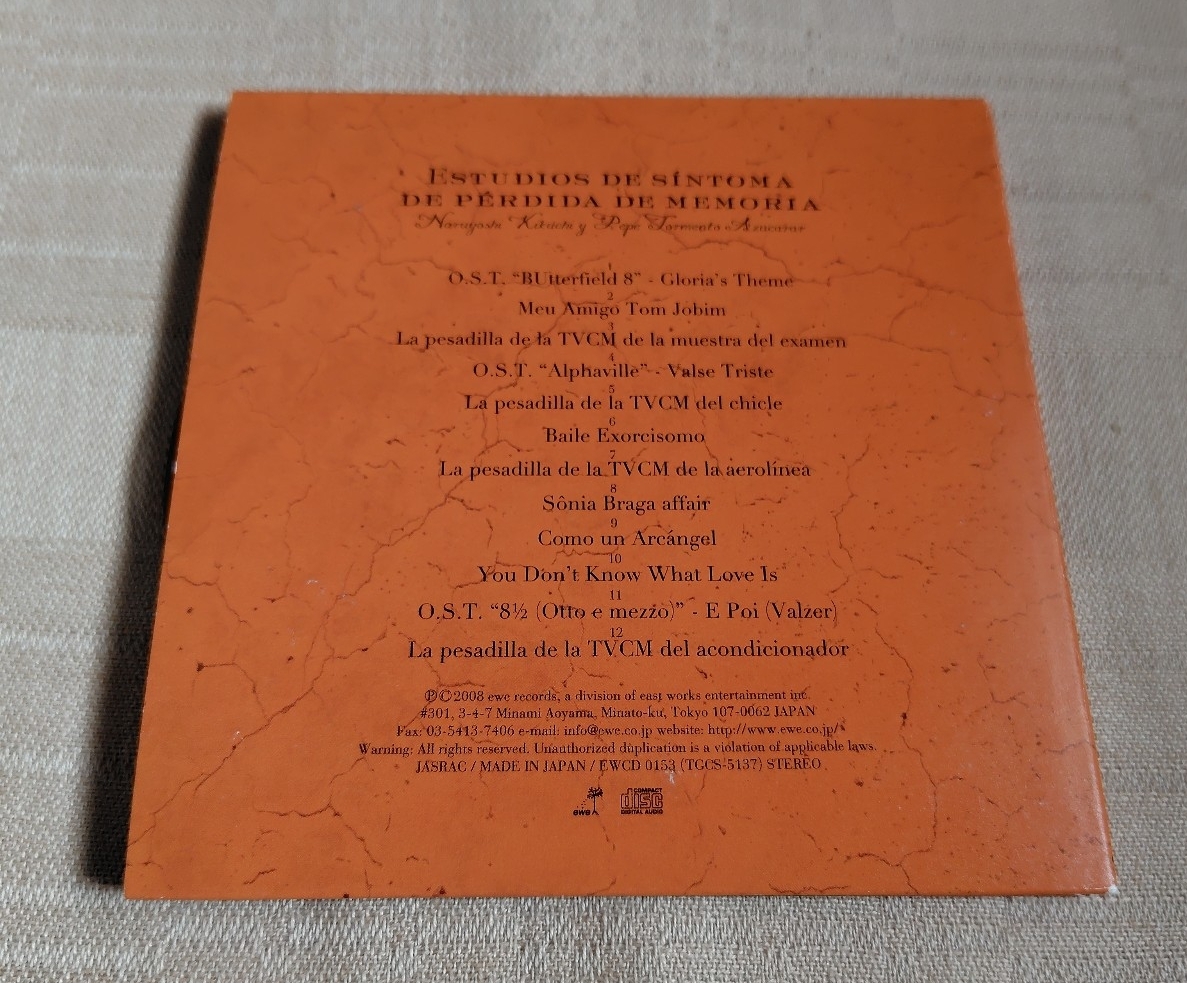 ESTUDIOS DE SÍNTOMA
DE PÉRDIDA DE MEMORIA
Naruyoshi Kikuchi y Pepe Tormento Azucarar
1
O.S.T. “BUtterfield 8” - Gloria's Theme
2
Meu Amigo Tom Jobim
3
La pesadilla de la TVCM de la muestra del examen
4
O.S.T. “Alphaville” - Valse Triste
5
La pesadilla de la TVCM del chicle
6
Baile Exorcisomo
7
La pesadilla de la TVCM de la aerolínea
8
Sônia Braga affair
9
Como un Arcángel
10
You Don't Know What Love Is
11
O.S.T. “8½ (Otto e mezzo)” - E Poi (Valzer)
12
La pesadilla de la TVCM del acondicionador
℗©2008 ewe records, a division of east works entertainment inc.
#301, 3-4-7 Minami Aoyama, Minato-ku, Tokyo 107-0062 JAPAN
Fax: 03-5413-7406 e-mail: info@ewe.co.jp website: http://www.ewe.co.jp/
Warning: All rights reserved. Unauthorized duplication is a violation of applicable laws.
JASRAC / MADE IN JAPAN / EWCD 0153 (TGCS-5137) STEREO
ewe
COMPACT
disc
DIGITAL AUDIO